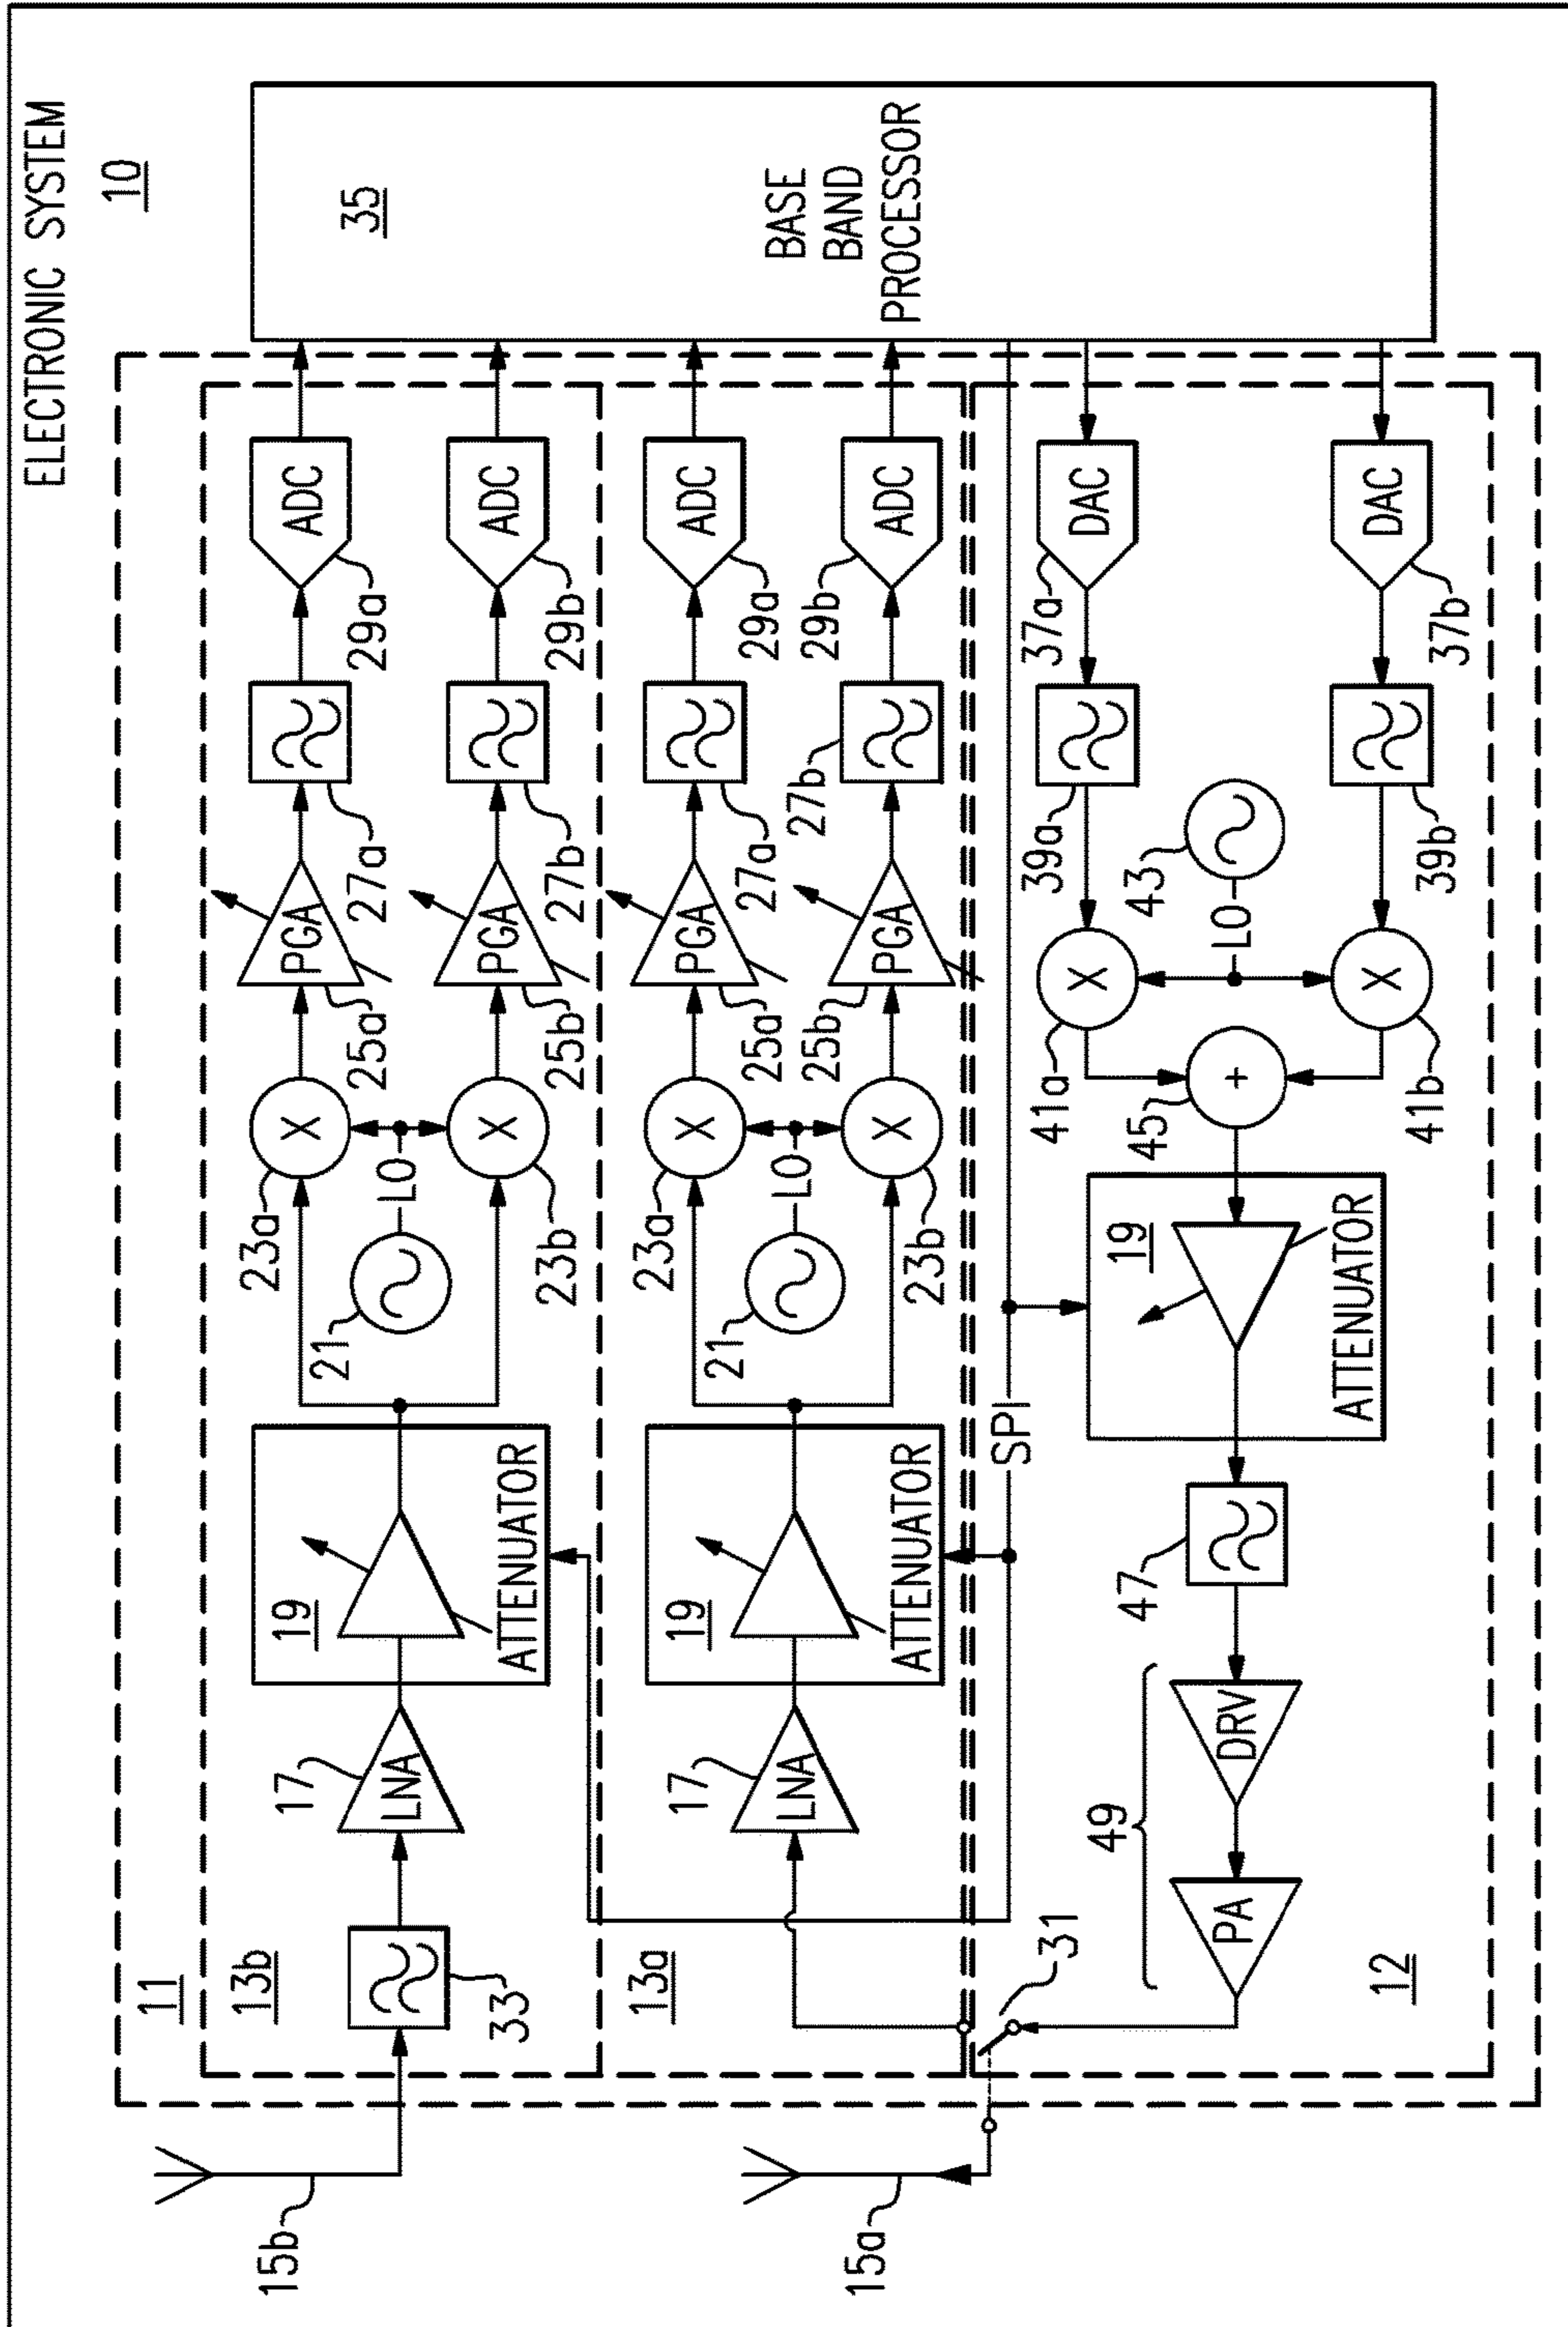 ELECTRONIC SYSTEM
10
11
13b
15b
33
17
LNA
19
ATTENUATOR
21
LO
23a
X
23b
X
25a
PGA
25b
PGA
27a
27b
29a
ADC
29b
ADC
35
BASE
BAND
PROCESSOR
13a
15a
17
LNA
19
ATTENUATOR
21
LO
23a
X
23b
X
25a
PGA
25b
PGA
27a
27b
29a
ADC
29b
ADC
SPI
31
12
49
PA
DRV
47
19
ATTENUATOR
45
+
41a
X
41b
X
LO
43
39a
39b
37a
DAC
37b
DAC